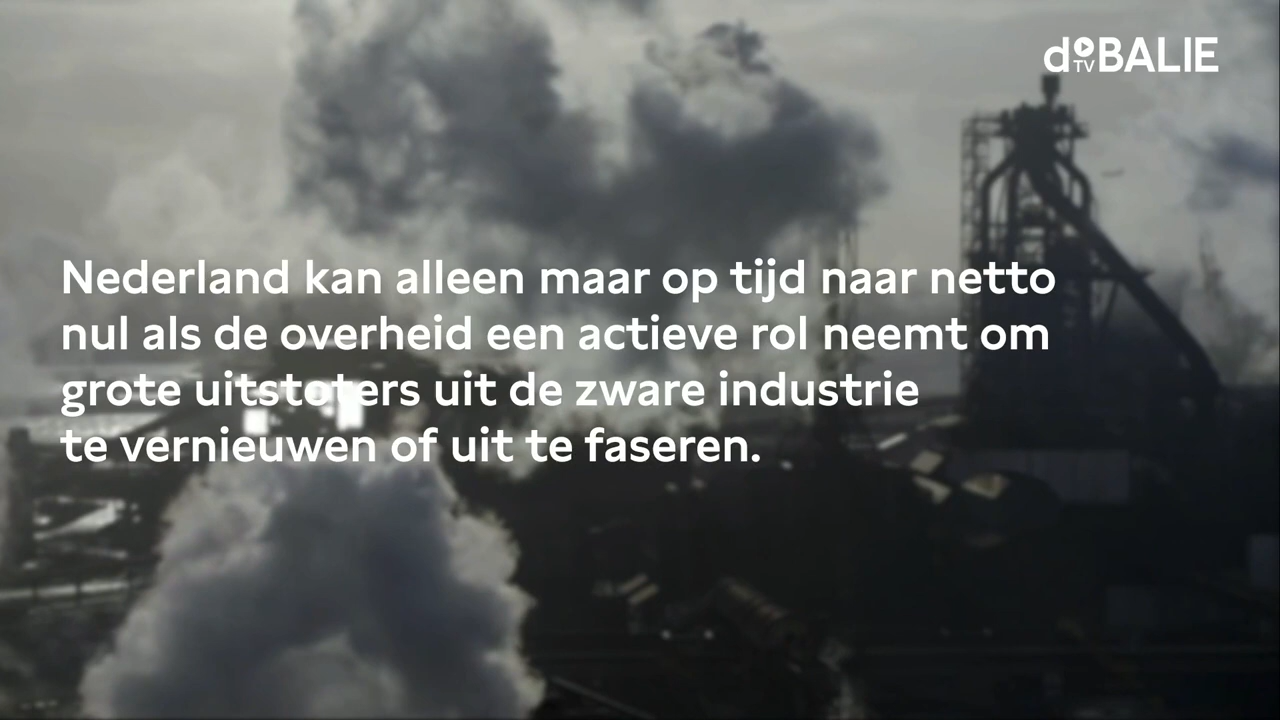 de BALIE
TV
Nederland kan alleen maar op tijd naar netto
nul als de overheid een actieve rol neemt om
grote uitstoters uit de zware industrie
te vernieuwen of uit te faseren.